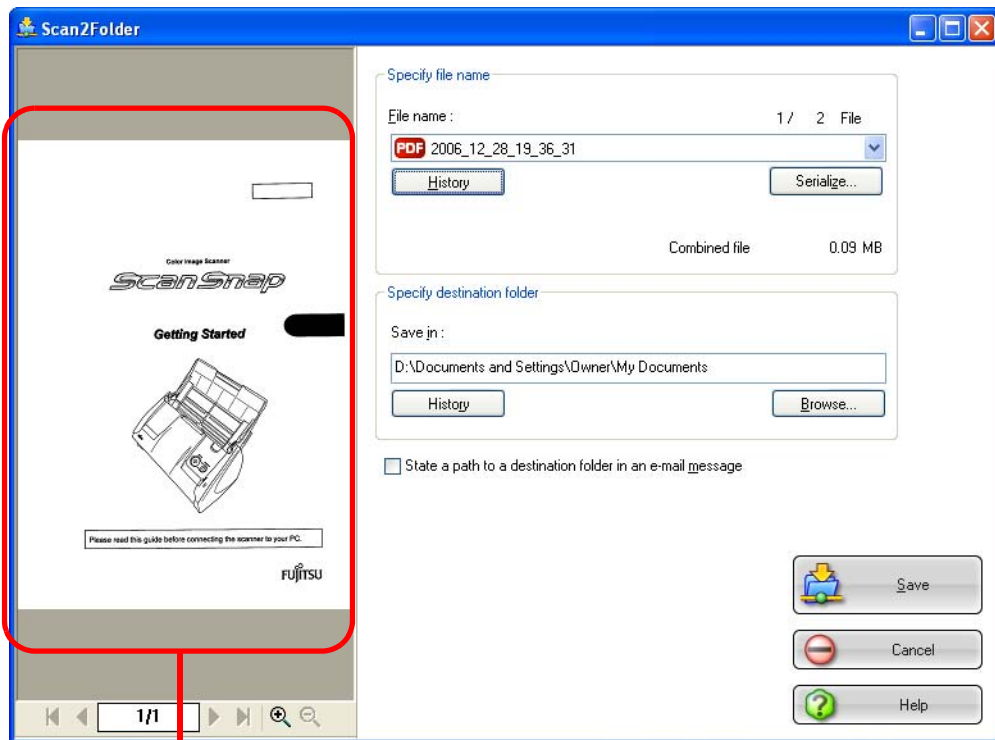 Scan2Folder
Color Image Scanner
ScanSnap
Getting Started
Please read this guide before connecting the scanner to your PC.
FUJITSU
1/1
Specify file name
File name :
1 / 2 File
PDF 2006_12_28_19_36_31
History
Serialize...
Combined file 0.09 MB
Specify destination folder
Save in :
D:\Documents and Settings\Owner\My Documents
History
Browse...
State a path to a destination folder in an e-mail message
Save
Cancel
Help